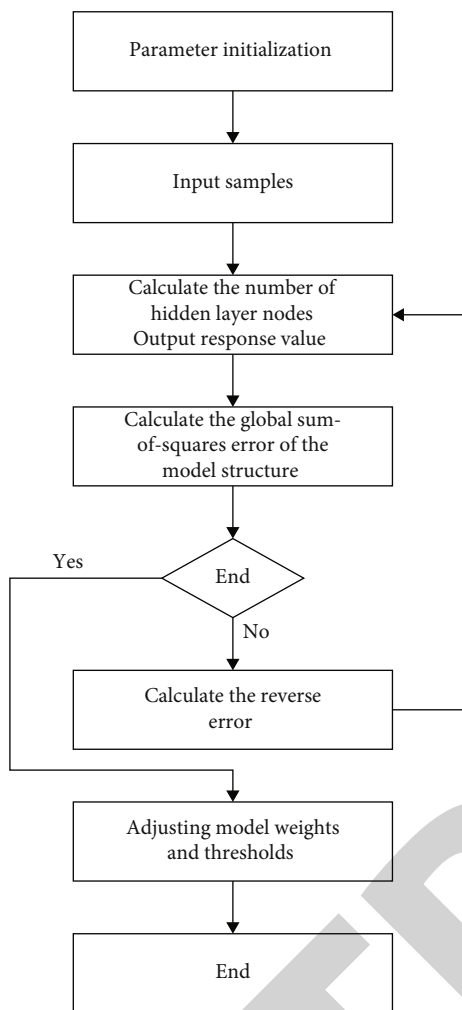 Parameter initialization
Input samples
Calculate the number of
hidden layer nodes
Output response value
Calculate the global sum-
of-squares error of the
model structure
Yes
End
No
Calculate the reverse
error
Adjusting model weights
and thresholds
End